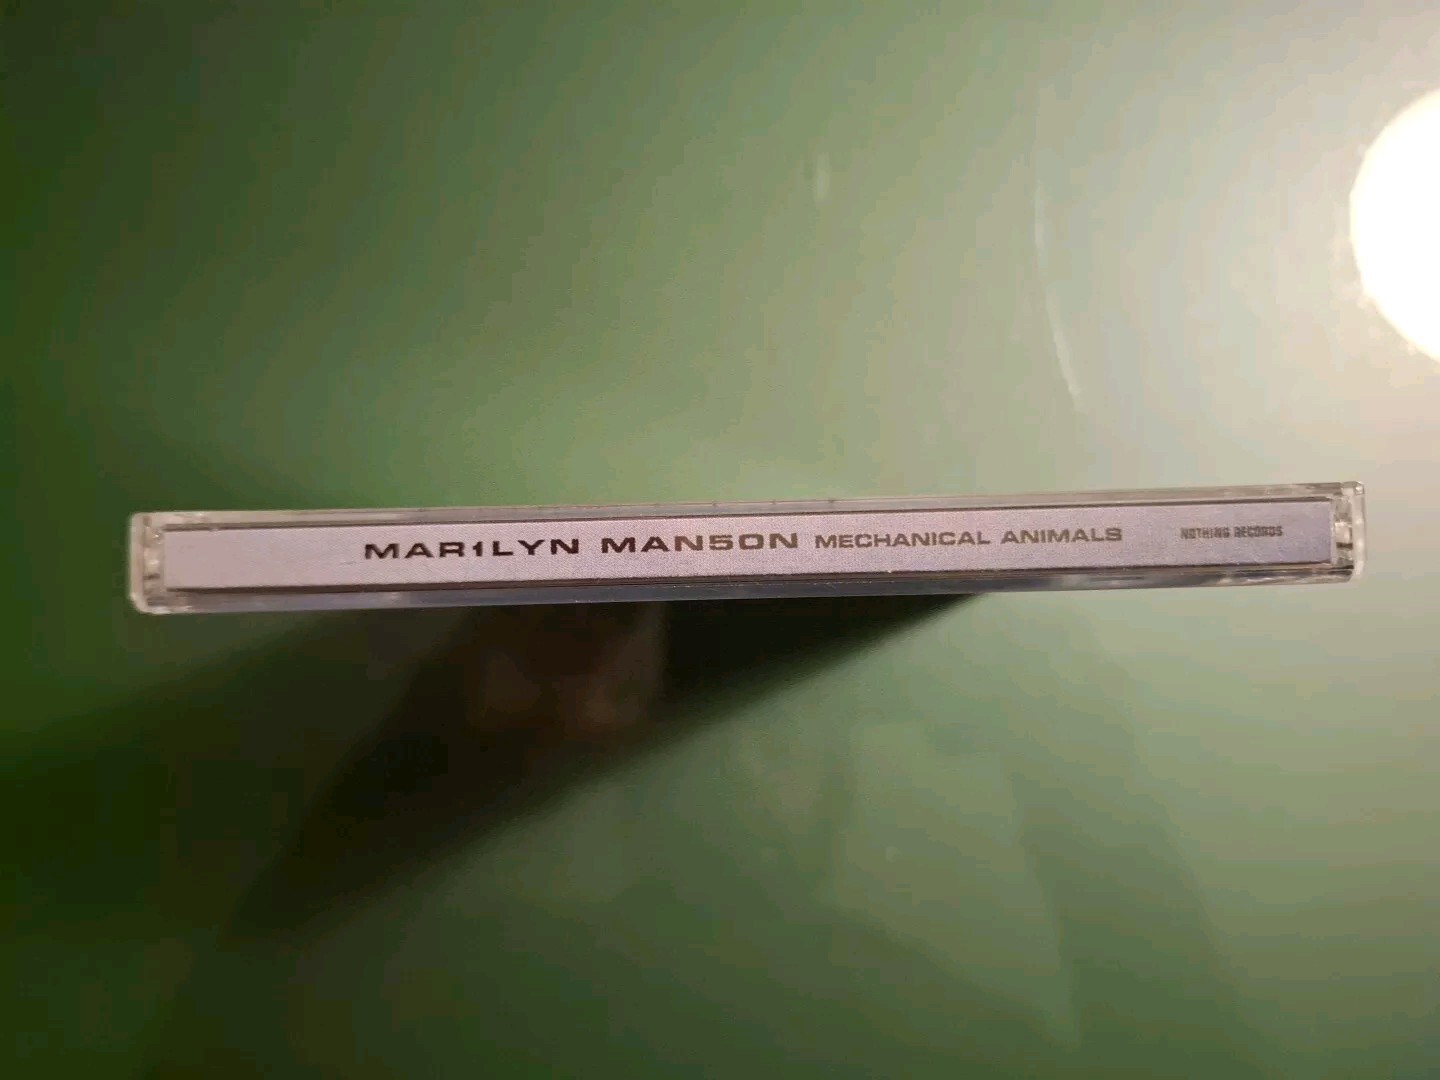 MAR1LYN MAN5ON MECHANICAL ANIMALS NOTHING RECORDS